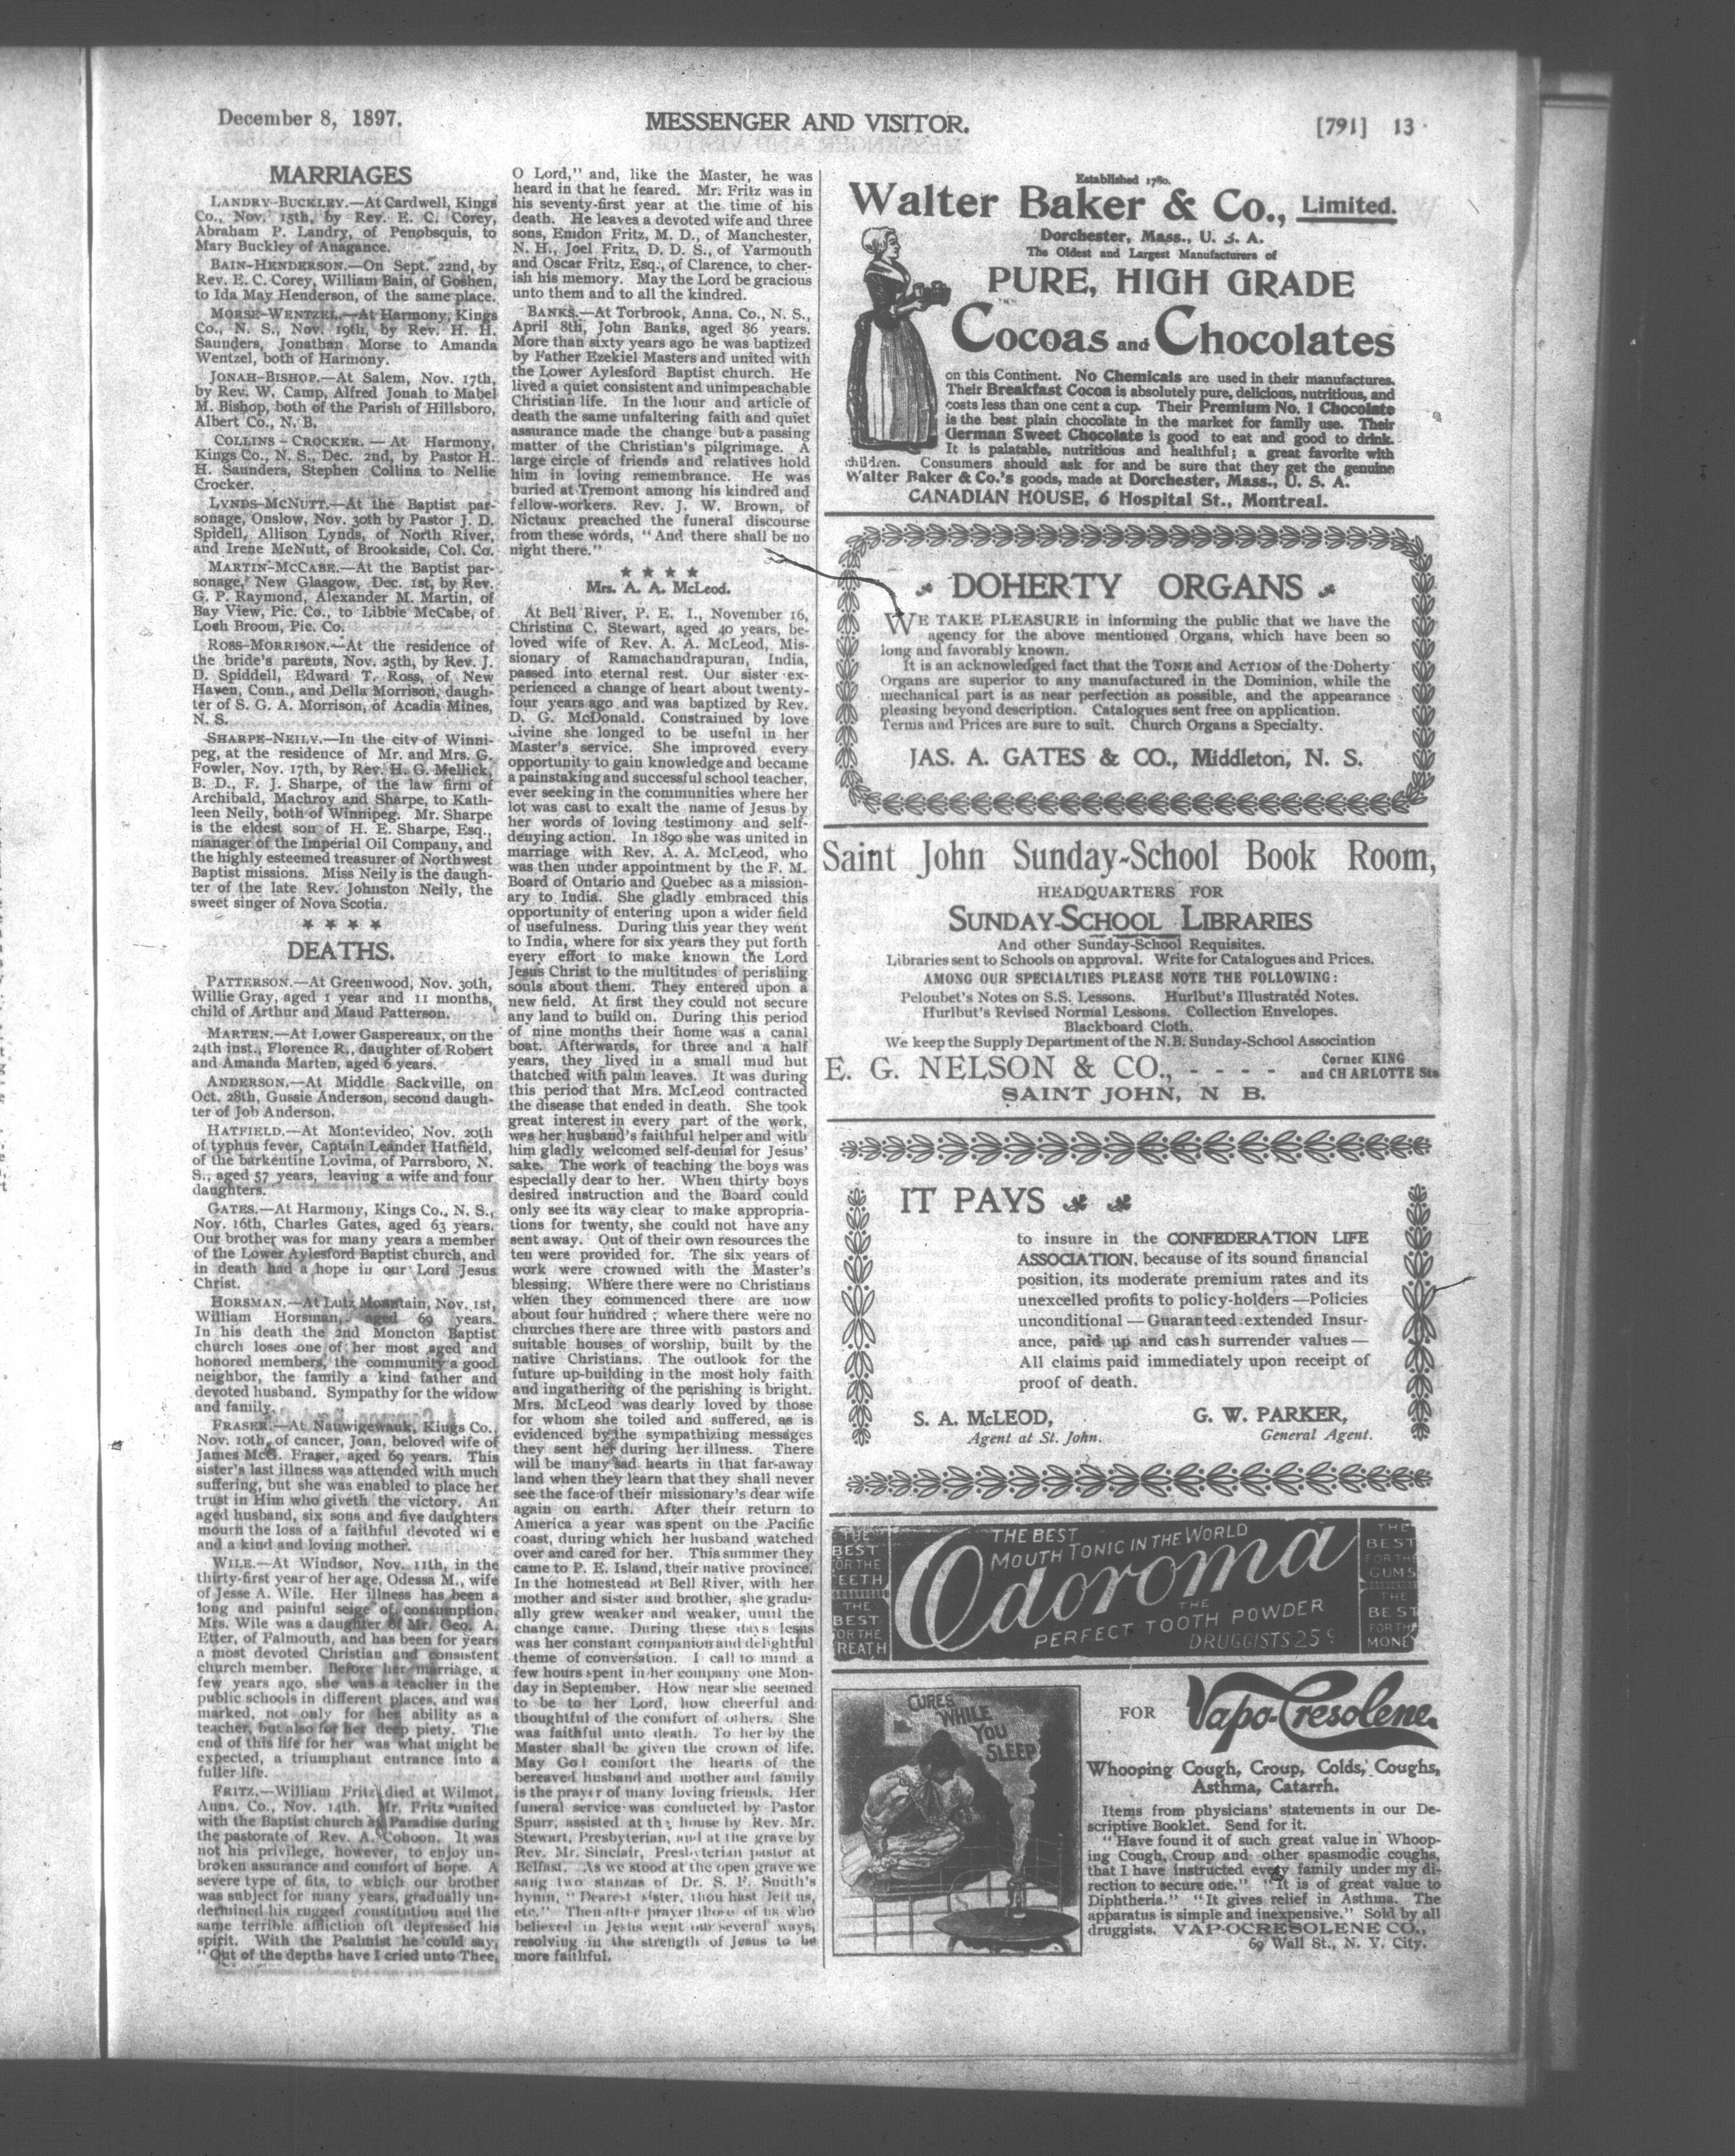 December 8, 1897.
MESSENGER AND VISITOR.
[791] 13
MARRIAGES
LANDRY-BUCKLEY.—At Cardwell, Kings
Co., Nov. 15th, by Rev. E. C. Corey,
Abraham P. Landry, of Penobsquis, to
Mary Buckley of Anagance.
BAIN-HENDERSON.—On Sept. 22nd, by
Rev. E. C. Corey, William Bain, of Goshen,
to Ida May Henderson, of the same place.
MORSE-WENTZEL.—At Harmony, Kings
Co., N. S., Nov. 19th, by Rev. H. H.
Saunders, Jonathan Morse to Amanda
Wentzel, both of Harmony.
JONAH-BISHOP.—At Salem, Nov. 17th,
by Rev. W. Camp, Alfred Jonah to Mabel
M. Bishop, both of the Parish of Hillsboro,
Albert Co., N. B.
COLLINS-CROCKER. — At Harmony,
Kings Co., N. S., Dec. 2nd, by Pastor H.
H. Saunders, Stephen Collins to Nellie
Crocker.
LYNDS-MCNUTT.—At the Baptist par-
sonage, Onslow, Nov. 30th by Pastor J. D.
Spidell, Allison Lynds, of North River,
and Irene McNutt, of Brookside, Col. Co.
MARTIN-MCCABE.—At the Baptist par-
sonage, New Glasgow, Dec. 1st, by Rev.
G. P. Raymond, Alexander M. Martin, of
Bay View, Pic. Co., to Libbie McCabe, of
Loch Broom, Pic. Co.
ROSS-MORRISON.—At the residence of
the bride's parents, Nov. 25th, by Rev. J.
D. Spiddell, Edward T. Ross, of New
Haven, Conn., and Della Morrison, daugh-
ter of S. G. A. Morrison, of Acadia Mines,
N. S.
SHARPE-NEILY.—In the city of Winni-
peg, at the residence of Mr. and Mrs. G.
Fowler, Nov. 17th, by Rev. H. G. Mellick,
B. D., F. J. Sharpe, of the law firm of
Archibald, Machroy and Sharpe, to Kath-
leen Neily, both of Winnipeg. Mr. Sharpe
is the eldest son of H. E. Sharpe, Esq.,
manager of the Imperial Oil Company, and
the highly esteemed treasurer of Northwest
Baptist missions. Miss Neily is the daugh-
ter of the late Rev. Johnston Neily, the
sweet singer of Nova Scotia.
* * * *
DEATHS.
PATTERSON.—At Greenwood, Nov. 30th,
Willie Gray, aged 1 year and 11 months,
child of Arthur and Maud Patterson.
MARTEN.—At Lower Gaspereaux, on the
24th inst., Florence R., daughter of Robert
and Amanda Marten, aged 6 years.
ANDERSON.—At Middle Sackville, on
Oct. 28th, Gussie Anderson, second daugh-
ter of Job Anderson.
HATFIELD.—At Montevideo, Nov. 20th
of typhus fever, Captain Leander Hatfield,
of the barkentine Lovima, of Parrsboro, N.
S., aged 57 years, leaving a wife and four
daughters.
GATES.—At Harmony, Kings Co., N. S.,
Nov. 16th, Charles Gates, aged 63 years.
Our brother was for many years a member
of the Lower Aylesford Baptist church, and
in death had a hope in our Lord Jesus
Christ.
HORSMAN.—At Lutz Mountain, Nov. 1st,
William Horsman, aged 69 years.
In his death the 2nd Moncton Baptist
church loses one of her most aged and
honored members, the community a good
neighbor, the family a kind father and
devoted husband. Sympathy for the widow
and family.
FRASER.—At Nauwigewauk, Kings Co.,
Nov. 10th, of cancer, Joan, beloved wife of
James McG. Fraser, aged 69 years. This
sister's last illness was attended with much
suffering, but she was enabled to place her
trust in Him who giveth the victory. An
aged husband, six sons and five daughters
mourn the loss of a faithful devoted wi e
and a kind and loving mother.
WILE.—At Windsor, Nov. 11th, in the
thirty-first year of her age, Odessa M., wife
of Jesse A. Wile. Her illness has been a
long and painful seige of consumption.
Mrs. Wile was a daughter of Mr. Geo. A.
Etter, of Falmouth, and has been for years
a most devoted Christian and consistent
church member. Before her marriage, a
few years ago, she was a teacher in the
public schools in different places, and was
marked, not only for her ability as a
teacher, but also for her deep piety. The
end of this life for her was what might be
expected, a triumphant entrance into a
fuller life.
FRITZ.—William Fritz died at Wilmot,
Anna. Co., Nov. 14th. Mr. Fritz united
with the Baptist church at Paradise during
the pastorate of Rev. A. Cohoon. It was
not his privilege, however, to enjoy un-
broken assurance and comfort of hope. A
severe type of fits, to which our brother
was subject for many years, gradually un-
dermined his rugged constitution and the
same terrible affliction oft depressed his
spirit. With the Psalmist he could say,
"Out of the depths have I cried unto Thee,
O Lord," and, like the Master, he was
heard in that he feared. Mr. Fritz was in
his seventy-first year at the time of his
death. He leaves a devoted wife and three
sons, Emdon Fritz, M. D., of Manchester,
N. H., Joel Fritz, D. D. S., of Yarmouth
and Oscar Fritz, Esq., of Clarence, to cher-
ish his memory. May the Lord be gracious
unto them and to all the kindred.
BANKS.—At Torbrook, Anna. Co., N. S.,
April 8th, John Banks, aged 86 years.
More than sixty years ago he was baptized
by Father Ezekiel Masters and united with
the Lower Aylesford Baptist church. He
lived a quiet consistent and unimpeachable
Christian life. In the hour and article of
death the same unfaltering faith and quiet
assurance made the change but a passing
matter of the Christian's pilgrimage. A
large circle of friends and relatives hold
him in loving remembrance. He was
buried at Tremont among his kindred and
fellow-workers. Rev. J. W. Brown, of
Nictaux preached the funeral discourse
from these words, "And there shall be no
night there."
* * * *
Mrs. A. A. McLeod.
At Bell River, P. E. I., November 16,
Christina C. Stewart, aged 40 years, be-
loved wife of Rev. A. A. McLeod, Mis-
sionary of Ramachandrapuran, India,
passed into eternal rest. Our sister ex-
perienced a change of heart about twenty-
four years ago and was baptized by Rev.
D. G. McDonald. Constrained by love
divine she longed to be useful in her
Master's service. She improved every
opportunity to gain knowledge and became
a painstaking and successful school teacher,
ever seeking in the communities where her
lot was cast to exalt the name of Jesus by
her words of loving testimony and self-
denying action. In 1890 she was united in
marriage with Rev. A. A. McLeod, who
was then under appointment by the F. M.
Board of Ontario and Quebec as a mission-
ary to India. She gladly embraced this
opportunity of entering upon a wider field
of usefulness. During this year they went
to India, where for six years they put forth
every effort to make known the Lord
Jesus Christ to the multitudes of perishing
souls about them. They entered upon a
new field. At first they could not secure
any land to build on. During this period
of nine months their home was a canal
boat. Afterwards, for three and a half
years, they lived in a small mud hut
thatched with palm leaves. It was during
this period that Mrs. McLeod contracted
the disease that ended in death. She took
great interest in every part of the work,
was her husband's faithful helper and with
him gladly welcomed self-denial for Jesus'
sake. The work of teaching the boys was
especially dear to her. When thirty boys
desired instruction and the Board could
only see its way clear to make appropria-
tions for twenty, she could not have any
sent away. Out of their own resources the
ten were provided for. The six years of
work were crowned with the Master's
blessing. Where there were no Christians
when they commenced there are now
about four hundred; where there were no
churches there are three with pastors and
suitable houses of worship, built by the
native Christians. The outlook for the
future up-building in the most holy faith
and ingathering of the perishing is bright.
Mrs. McLeod was dearly loved by those
for whom she toiled and suffered, as is
evidenced by the sympathizing messages
they sent her during her illness. There
will be many sad hearts in that far-away
land when they learn that they shall never
see the face of their missionary's dear wife
again on earth. After their return to
America a year was spent on the Pacific
coast, during which her husband watched
over and cared for her. This summer they
came to P. E. Island, their native province.
In the homestead at Bell River, with her
mother and sister and brother, she gradu-
ally grew weaker and weaker, until the
change came. During these days Jesus
was her constant companion and delightful
theme of conversation. I call to mind a
few hours spent in her company one Mon-
day in September. How near she seemed
to be to her Lord, how cheerful and
thoughtful of the comfort of others. She
was faithful unto death. To her by the
Master shall be given the crown of life.
May God comfort the hearts of the
bereaved husband and mother and family
is the prayer of many loving friends. Her
funeral service was conducted by Pastor
Spurr, assisted at the house by Rev. Mr.
Stewart, Presbyterian, and at the grave by
Rev. Mr. Sinclair, Presbyterian pastor at
Belfast. As we stood at the open grave we
sang two stanzas of Dr. S. F. Smith's
hymn, "Dearest sister, thou hast left us,
etc." Then after prayer those of us who
believed in Jesus went our several ways,
resolving in the strength of Jesus to be
more faithful.
Established 1780.
Walter Baker & Co., Limited.
Dorchester, Mass., U. S. A.
The Oldest and Largest Manufacturers of
PURE, HIGH GRADE
Cocoas and Chocolates
on this Continent. No Chemicals are used in their manufactures.
Their Breakfast Cocoa is absolutely pure, delicious, nutritious, and
costs less than one cent a cup. Their Premium No. 1 Chocolate
is the best plain chocolate in the market for family use. Their
German Sweet Chocolate is good to eat and good to drink.
It is palatable, nutritious and healthful; a great favorite with
children. Consumers should ask for and be sure that they get the genuine
Walter Baker & Co.'s goods, made at Dorchester, Mass., U. S. A.
CANADIAN HOUSE, 6 Hospital St., Montreal.
DOHERTY ORGANS
WE TAKE PLEASURE in informing the public that we have the
agency for the above mentioned Organs, which have been so
long and favorably known.
It is an acknowledged fact that the TONE and ACTION of the Doherty
Organs are superior to any manufactured in the Dominion, while the
mechanical part is as near perfection as possible, and the appearance
pleasing beyond description. Catalogues sent free on application.
Terms and Prices are sure to suit. Church Organs a Specialty.
JAS. A. GATES & CO., Middleton, N. S.
Saint John Sunday-School Book Room,
HEADQUARTERS FOR
SUNDAY-SCHOOL LIBRARIES
And other Sunday-School Requisites.
Libraries sent to Schools on approval. Write for Catalogues and Prices.
AMONG OUR SPECIALTIES PLEASE NOTE THE FOLLOWING:
Peloubet's Notes on S.S. Lessons. Hurlbut's Illustrated Notes.
Hurlbut's Revised Normal Lessons. Collection Envelopes.
Blackboard Cloth.
We keep the Supply Department of the N.B. Sunday-School Association
E. G. NELSON & CO., - - - - Corner KING
and CHARLOTTE Sts
SAINT JOHN, N B.
IT PAYS
to insure in the CONFEDERATION LIFE
ASSOCIATION, because of its sound financial
position, its moderate premium rates and its
unexcelled profits to policy-holders—Policies
unconditional — Guaranteed extended Insur-
ance, paid up and cash surrender values—
All claims paid immediately upon receipt of
proof of death.
S. A. McLEOD,
Agent at St. John.
G. W. PARKER,
General Agent.
THE
BEST
FOR THE
TEETH
THE
BEST
FOR THE
BREATH
THE BEST
MOUTH TONIC IN THE WORLD
Odoroma
THE
PERFECT TOOTH POWDER
DRUGGISTS 25c
THE
BEST
FOR THE
GUMS
THE
BEST
FOR THE
MONEY
CURES
WHILE
YOU
SLEEP
FOR Vapo-Cresolene
Whooping Cough, Croup, Colds, Coughs,
Asthma, Catarrh.
Items from physicians' statements in our De-
scriptive Booklet. Send for it.
"Have found it of such great value in Whoop-
ing Cough, Croup and other spasmodic coughs,
that I have instructed every family under my di-
rection to secure one." "It is of great value to
Diphtheria." "It gives relief in Asthma. The
apparatus is simple and inexpensive." Sold by all
druggists. VAP-OCRESOLENE CO.,
69 Wall St., N. Y. City.